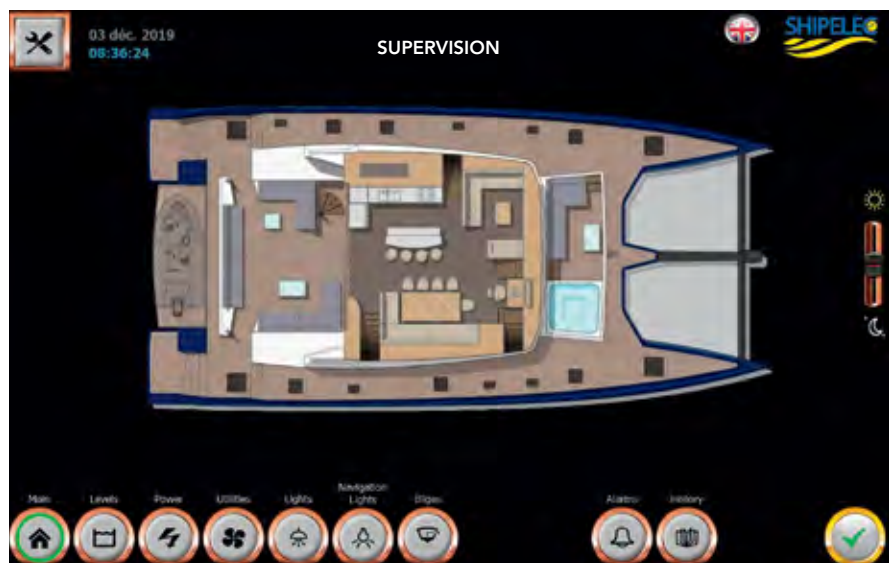 03 déc. 2019
08:36:24
SUPERVISION
SHIPELEC
Main
Levels
Power
Utilities
Lights
Navigation
Lights
Bilges
Alarms
History